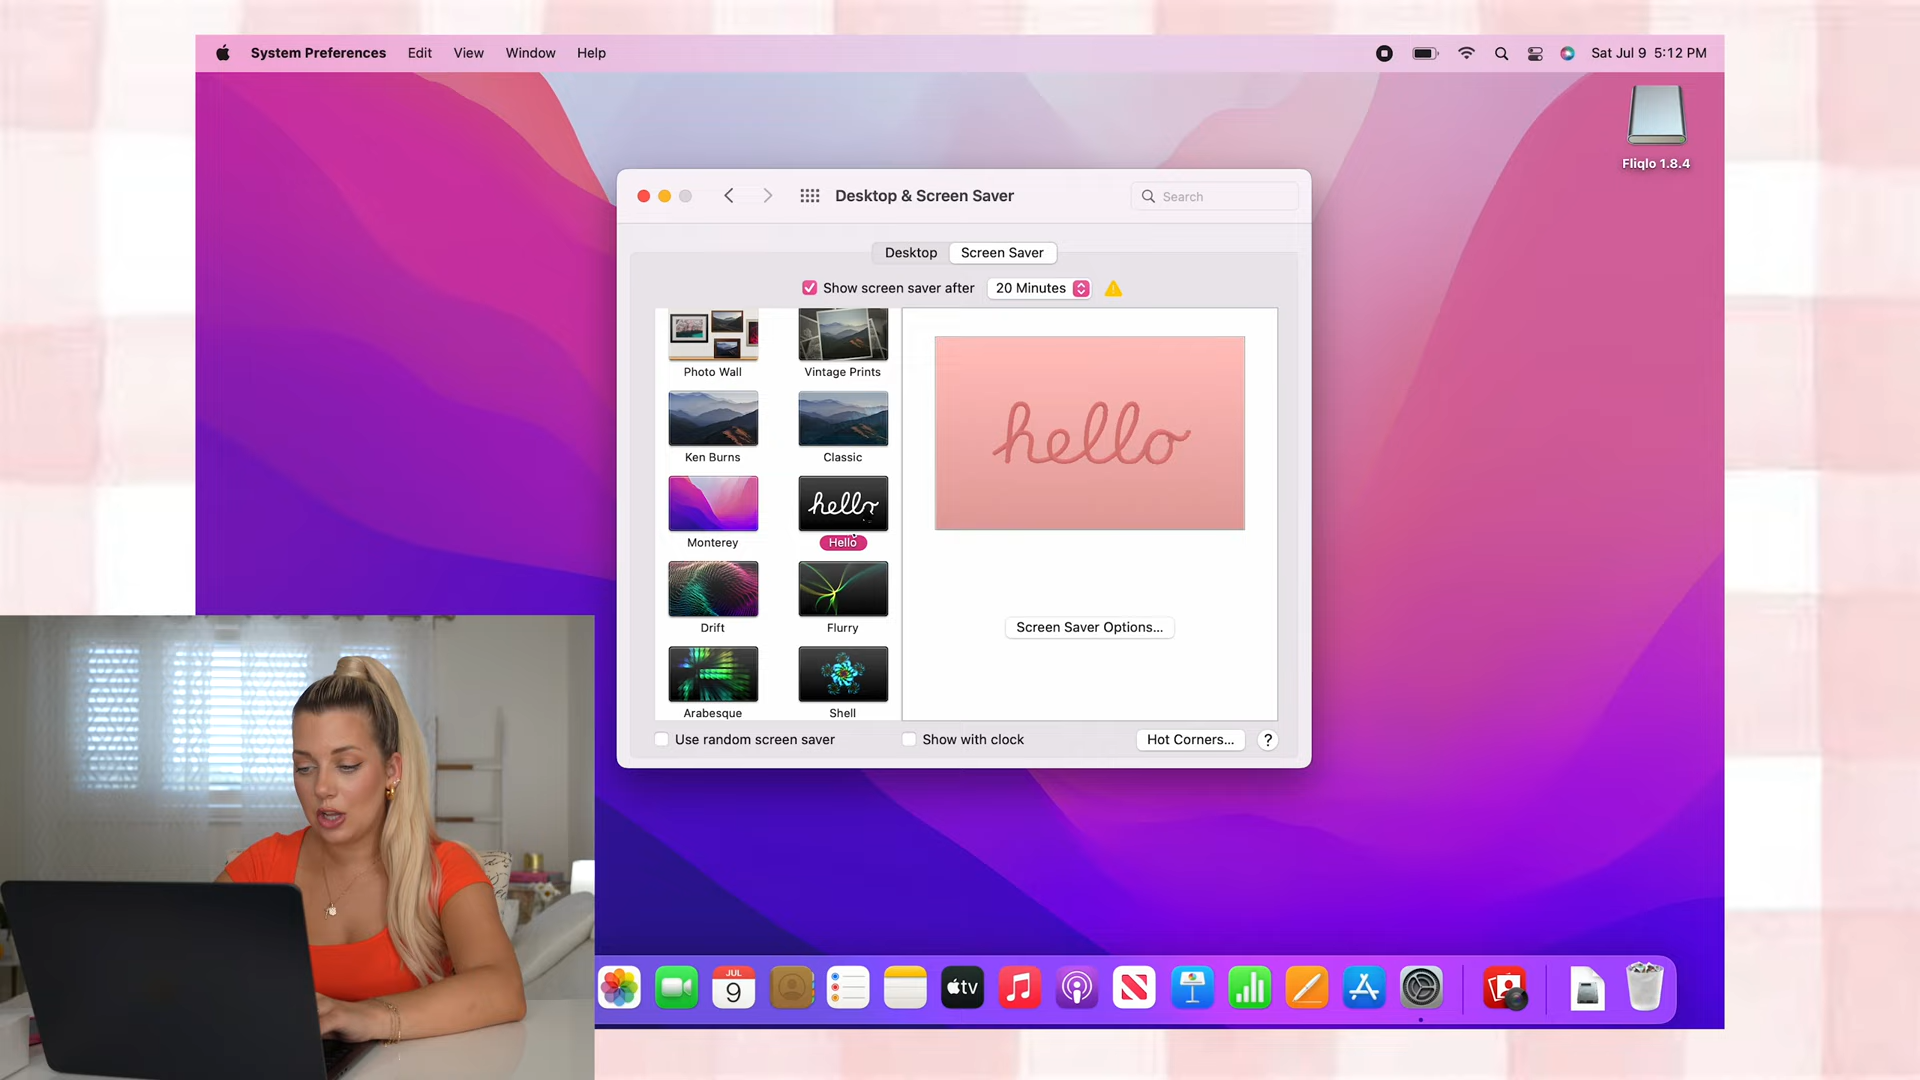 System Preferences Edit View Window Help Sat Jul 9 5:12 PM
Fliqlo 1.8.4
Desktop & Screen Saver Search
Desktop Screen Saver
Show screen saver after 20 Minutes
Photo Wall Vintage Prints
hello
Ken Burns Classic
hello
Monterey Hello
Drift Flurry
Screen Saver Options...
Arabesque Shell
Use random screen saver Show with clock Hot Corners... ?
JUL
9
tv